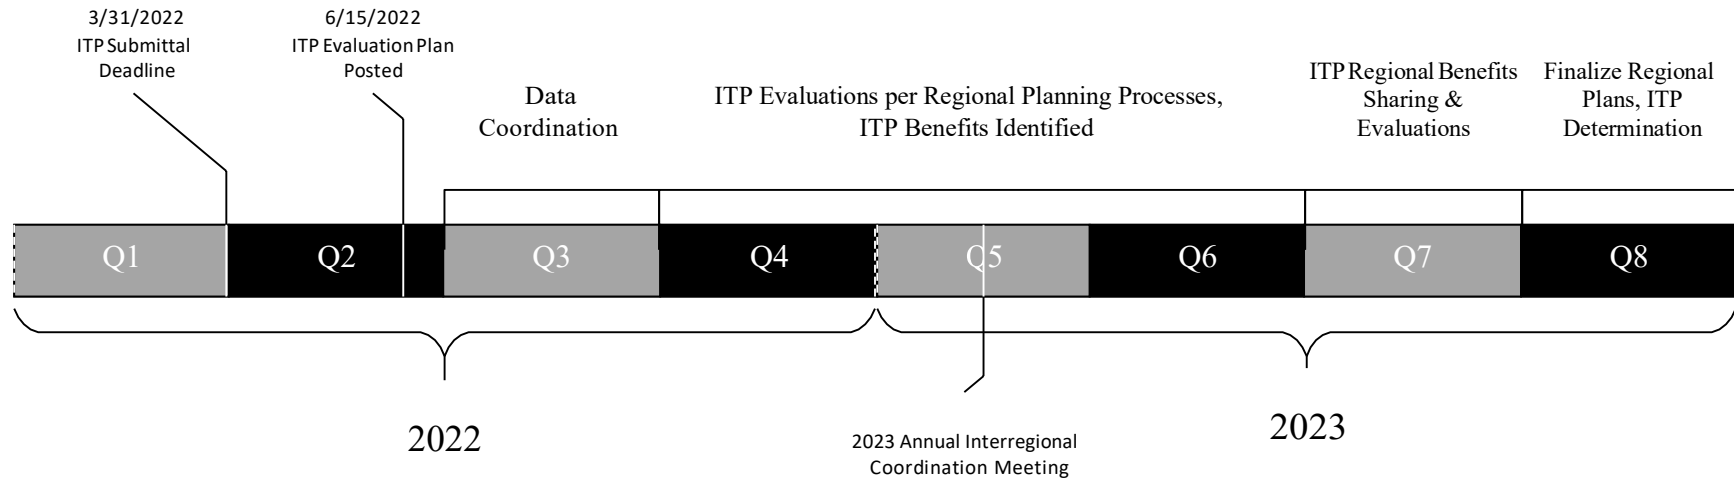 3/31/2022
ITP Submittal
Deadline
6/15/2022
ITP Evaluation Plan
Posted
Data
Coordination
ITP Evaluations per Regional Planning Processes,
ITP Benefits Identified
ITP Regional Benefits
Sharing &
Evaluations
Finalize Regional
Plans, ITP
Determination
Q1
Q2
Q3
Q4
Q5
Q6
Q7
Q8
2022
2023 Annual Interregional
Coordination Meeting
2023